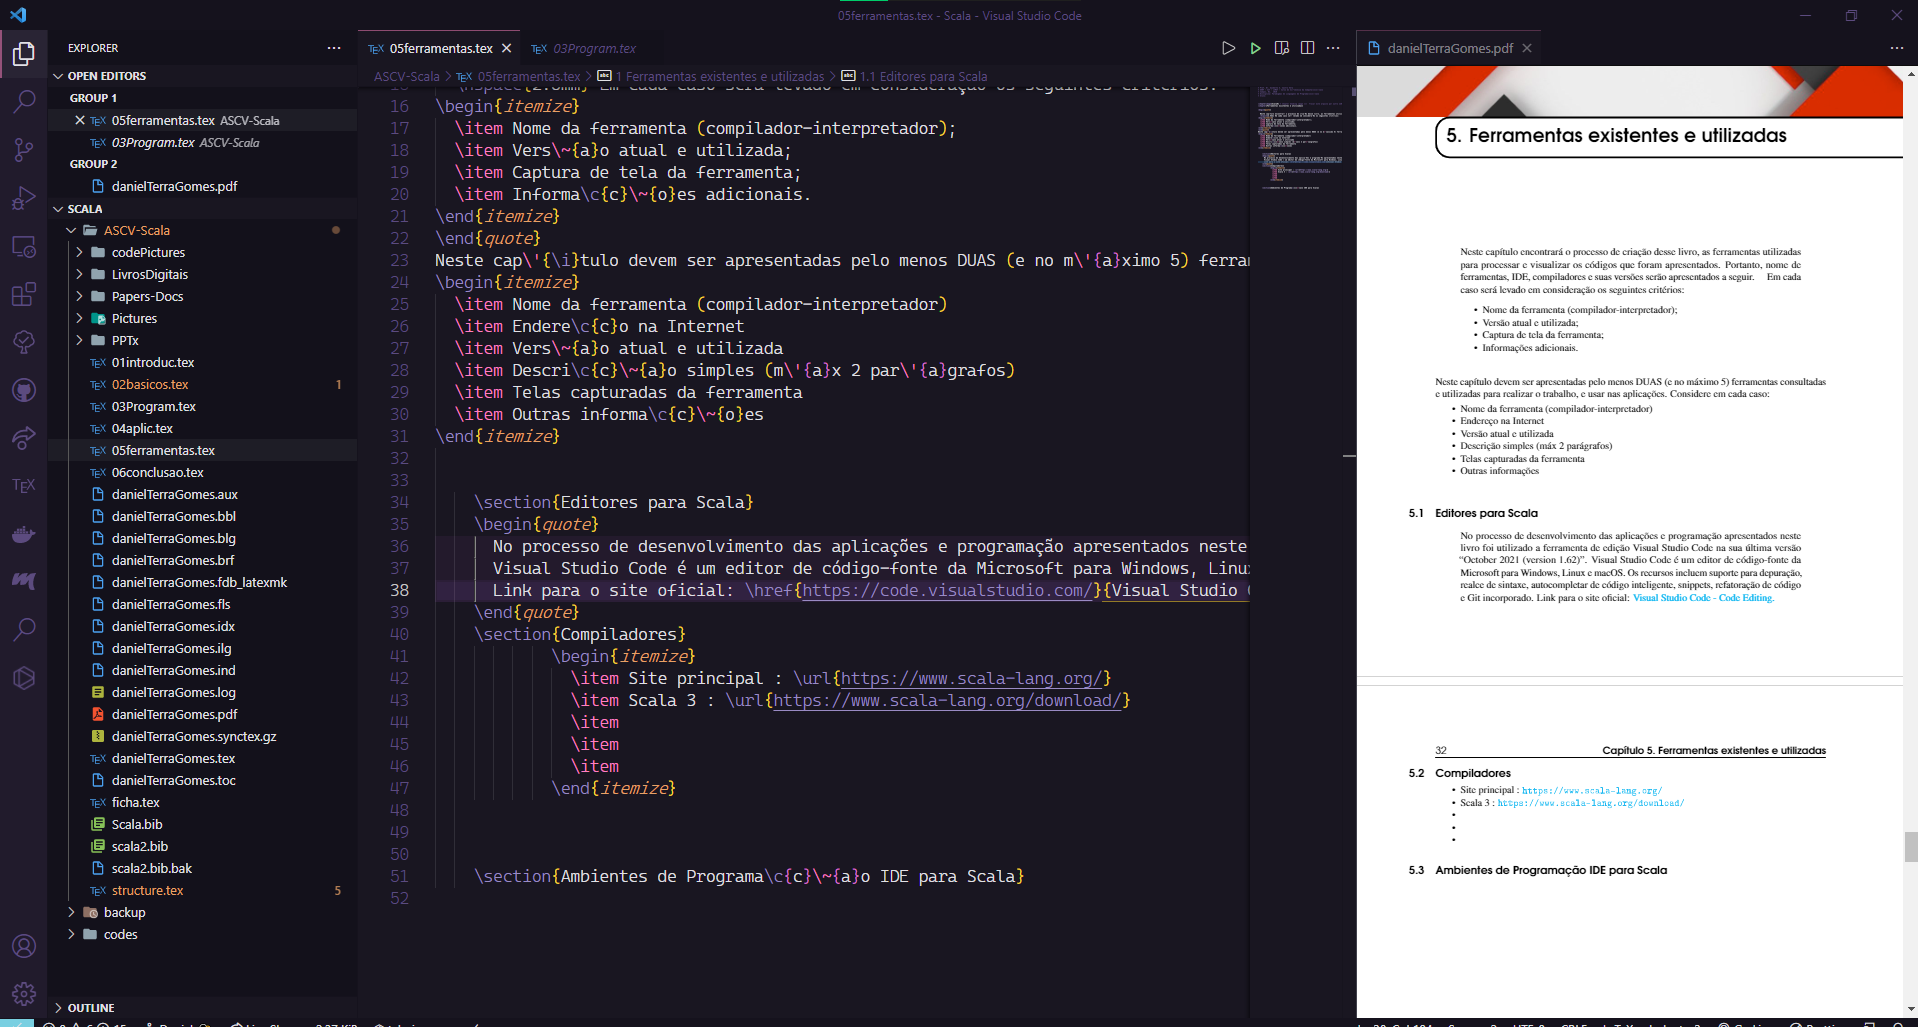 05ferramentas.tex - Scala - Visual Studio Code
EXPLORER
OPEN EDITORS
GROUP 1
05ferramentas.tex ASCV-Scala
03Program.tex ASCV-Scala
GROUP 2
danielTerraGomes.pdf
SCALA
ASCV-Scala
codePictures
LivrosDigitais
Papers-Docs
Pictures
PPTx
01introduc.tex
02basicos.tex 1
03Program.tex
04aplic.tex
05ferramentas.tex
06conclusao.tex
danielTerraGomes.aux
danielTerraGomes.bbl
danielTerraGomes.blg
danielTerraGomes.brf
danielTerraGomes.fdb_latexmk
danielTerraGomes.fls
danielTerraGomes.idx
danielTerraGomes.ilg
danielTerraGomes.ind
danielTerraGomes.log
danielTerraGomes.pdf
danielTerraGomes.synctex.gz
danielTerraGomes.tex
danielTerraGomes.toc
ficha.tex
Scala.bib
scala2.bib
scala2.bib.bak
structure.tex 5
backup
codes
OUTLINE
TEX 05ferramentas.tex
TEX 03Program.tex
ASCV-Scala > TEX 05ferramentas.tex > 1 Ferramentas existentes e utilizadas > 1.1 Editores para Scala
16 \begin{itemize}
17 \item Nome da ferramenta (compilador-interpretador);
18 \item Vers\~{a}o atual e utilizada;
19 \item Captura de tela da ferramenta;
20 \item Informa\c{c}\~{o}es adicionais.
21 \end{itemize}
22 \end{quote}
23 Neste cap\'{\i}tulo devem ser apresentadas pelo menos DUAS (e no m\'{a}ximo 5) ferra
24 \begin{itemize}
25 \item Nome da ferramenta (compilador-interpretador)
26 \item Endere\c{c}o na Internet
27 \item Vers\~{a}o atual e utilizada
28 \item Descri\c{c}\~{a}o simples (m\'{a}x 2 par\'{a}grafos)
29 \item Telas capturadas da ferramenta
30 \item Outras informa\c{c}\~{o}es
31 \end{itemize}
32
33
34 \section{Editores para Scala}
35 \begin{quote}
36 No processo de desenvolvimento das aplicações e programação apresentados neste
37 Visual Studio Code é um editor de código-fonte da Microsoft para Windows, Linu
38 Link para o site oficial: \href{https://code.visualstudio.com/}{Visual Studio
39 \end{quote}
40 \section{Compiladores}
41 \begin{itemize}
42 \item Site principal : \url{https://www.scala-lang.org/}
43 \item Scala 3 : \url{https://www.scala-lang.org/download/}
44 \item
45 \item
46 \item
47 \end{itemize}
48
49
50
51 \section{Ambientes de Programa\c{c}\~{a}o IDE para Scala}
52
danielTerraGomes.pdf
5. Ferramentas existentes e utilizadas
Neste capítulo encontrará o processo de criação desse livro, as ferramentas utilizadas
para processar e visualizar os códigos que foram apresentados. Portanto, nome de
ferramentas, IDE, compiladores e suas versões serão apresentados a seguir. Em cada
caso será levado em consideração os seguintes critérios:
• Nome da ferramenta (compilador-interpretador);
• Versão atual e utilizada;
• Captura de tela da ferramenta;
• Informações adicionais.
Neste capítulo devem ser apresentadas pelo menos DUAS (e no máximo 5) ferramentas consultadas
e utilizadas para realizar o trabalho, e usar nas aplicações. Considere em cada caso:
• Nome da ferramenta (compilador-interpretador)
• Endereço na Internet
• Versão atual e utilizada
• Descrição simples (máx 2 parágrafos)
• Telas capturadas da ferramenta
• Outras informações
5.1 Editores para Scala
No processo de desenvolvimento das aplicações e programação apresentados neste
livro foi utilizado a ferramenta de edição Visual Studio Code na sua última versão
“October 2021 (version 1.62)”. Visual Studio Code é um editor de código-fonte da
Microsoft para Windows, Linux e macOS. Os recursos incluem suporte para depuração,
realce de sintaxe, autocompletar de código inteligente, snippets, refatoração de código
e Git incorporado. Link para o site oficial: Visual Studio Code - Code Editing.
32 Capítulo 5. Ferramentas existentes e utilizadas
5.2 Compiladores
• Site principal : https://www.scala-lang.org/
• Scala 3 : https://www.scala-lang.org/download/
•
•
•
5.3 Ambientes de Programação IDE para Scala